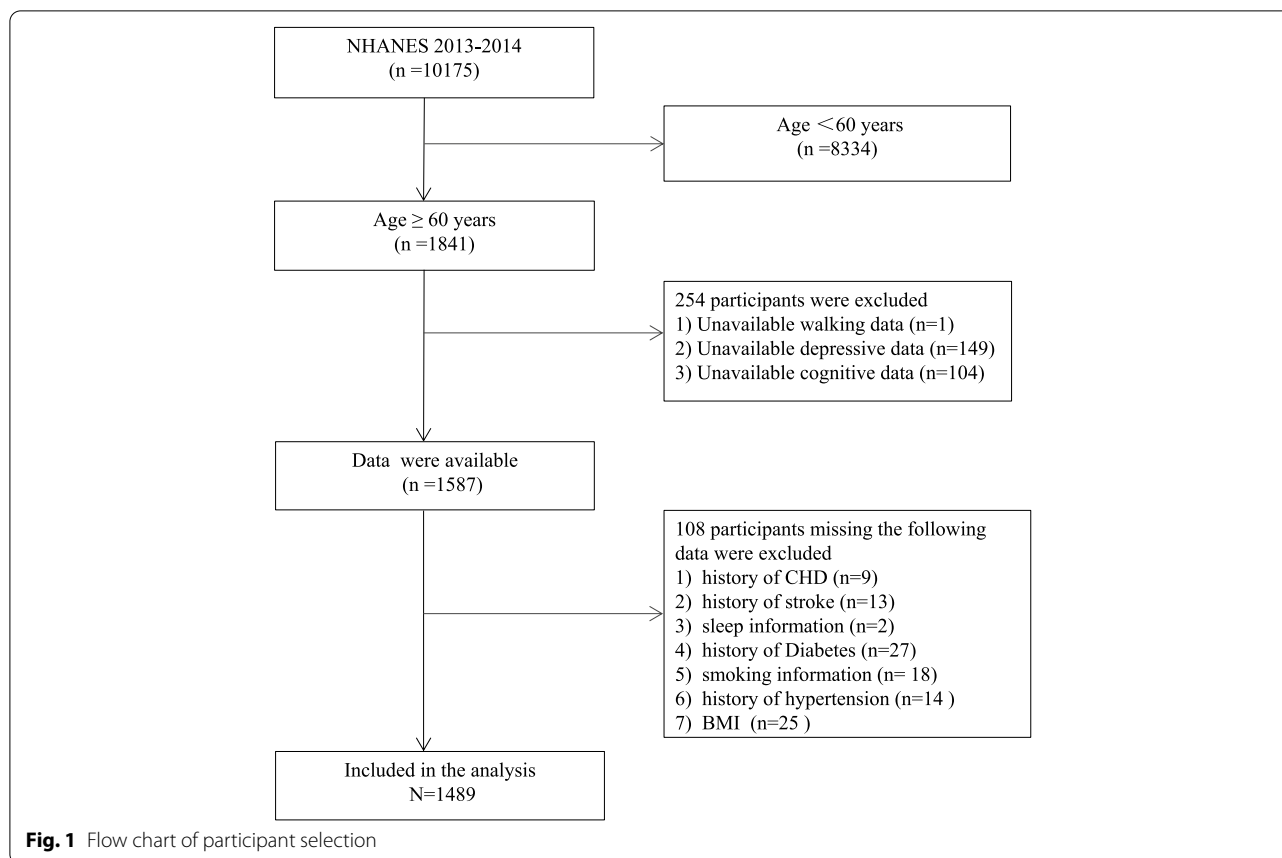 NHANES 2013-2014
(n =10175)
Age <60 years
(n =8334)
Age ≥ 60 years
(n =1841)
254 participants were excluded
1) Unavailable walking data (n=1)
2) Unavailable depressive data (n=149)
3) Unavailable cognitive data (n=104)
Data were available
(n =1587)
108 participants missing the following
data were excluded
1) history of CHD (n=9)
2) history of stroke (n=13)
3) sleep information (n=2)
4) history of Diabetes (n=27)
5) smoking information (n= 18)
6) history of hypertension (n=14 )
7) BMI (n=25 )
Included in the analysis
N=1489
Fig. 1 Flow chart of participant selection